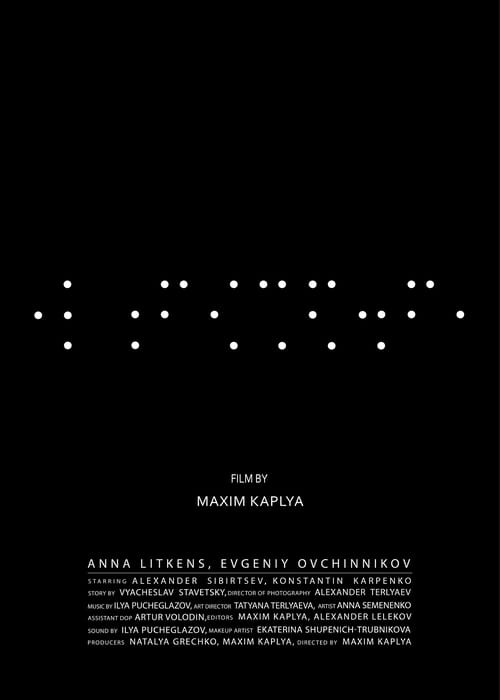 ⠐⠇⠰⠋⠪⠩⠫⠲⠋⠂
FILM BY
MAXIM KAPLYA
ANNA LITKENS, EVGENIY OVCHINNIKOV
STARRING ALEXANDER SIBIRTSEV, KONSTANTIN KARPENKO
STORY BY VYACHESLAV STAVETSKY, DIRECTOR OF PHOTOGRAPHY ALEXANDER TERLYAEV
MUSIC BY ILYA PUCHEGLAZOV, ART DIRECTOR TATYANA TERLYAEVA, ARTIST ANNA SEMENENKO
ASSISTANT DOP ARTUR VOLODIN, EDITORS MAXIM KAPLYA, ALEXANDER LELEKOV
SOUND BY ILYA PUCHEGLAZOV, MAKEUP ARTIST EKATERINA SHUPENICH-TRUBNIKOVA
PRODUCERS NATALYA GRECHKO, MAXIM KAPLYA, DIRECTED BY MAXIM KAPLYA